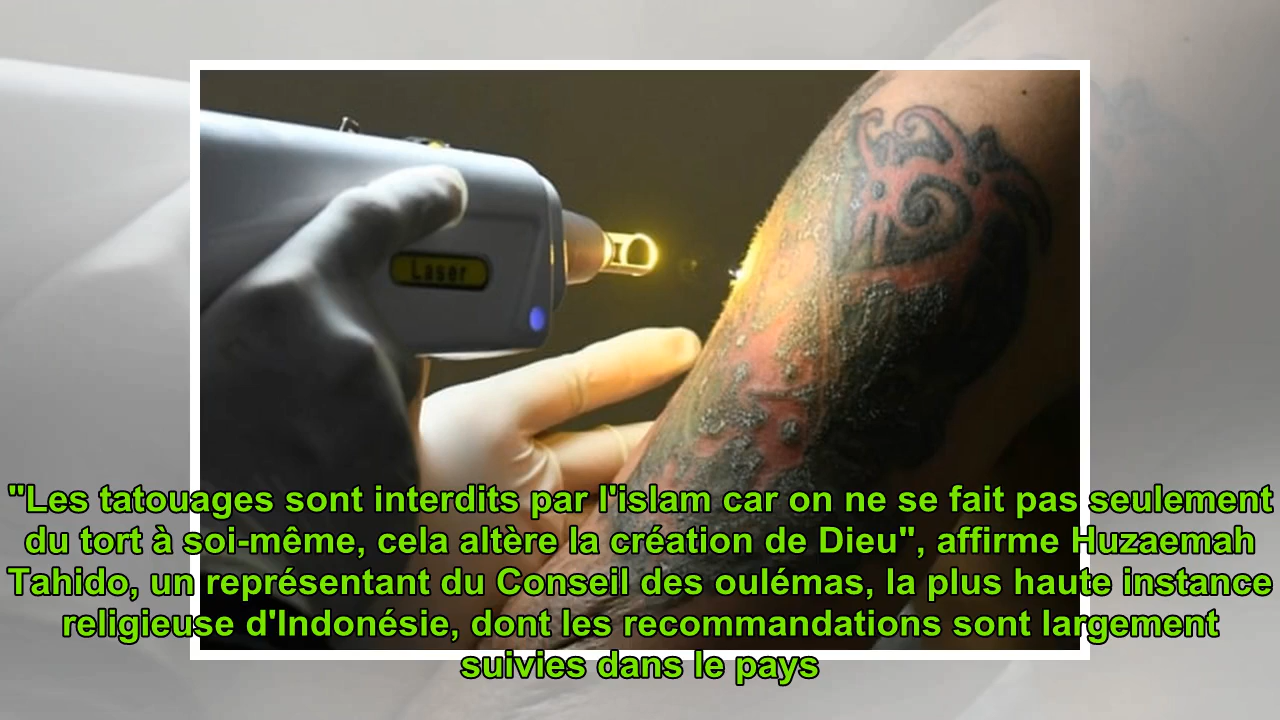 Laser
"Les tatouages sont interdits par l'islam car on ne se fait pas seulement
du tort à soi-même, cela altère la création de Dieu", affirme Huzaemah
Tahido, un représentant du Conseil des oulémas, la plus haute instance
religieuse d'Indonésie, dont les recommandations sont largement
suivies dans le pays